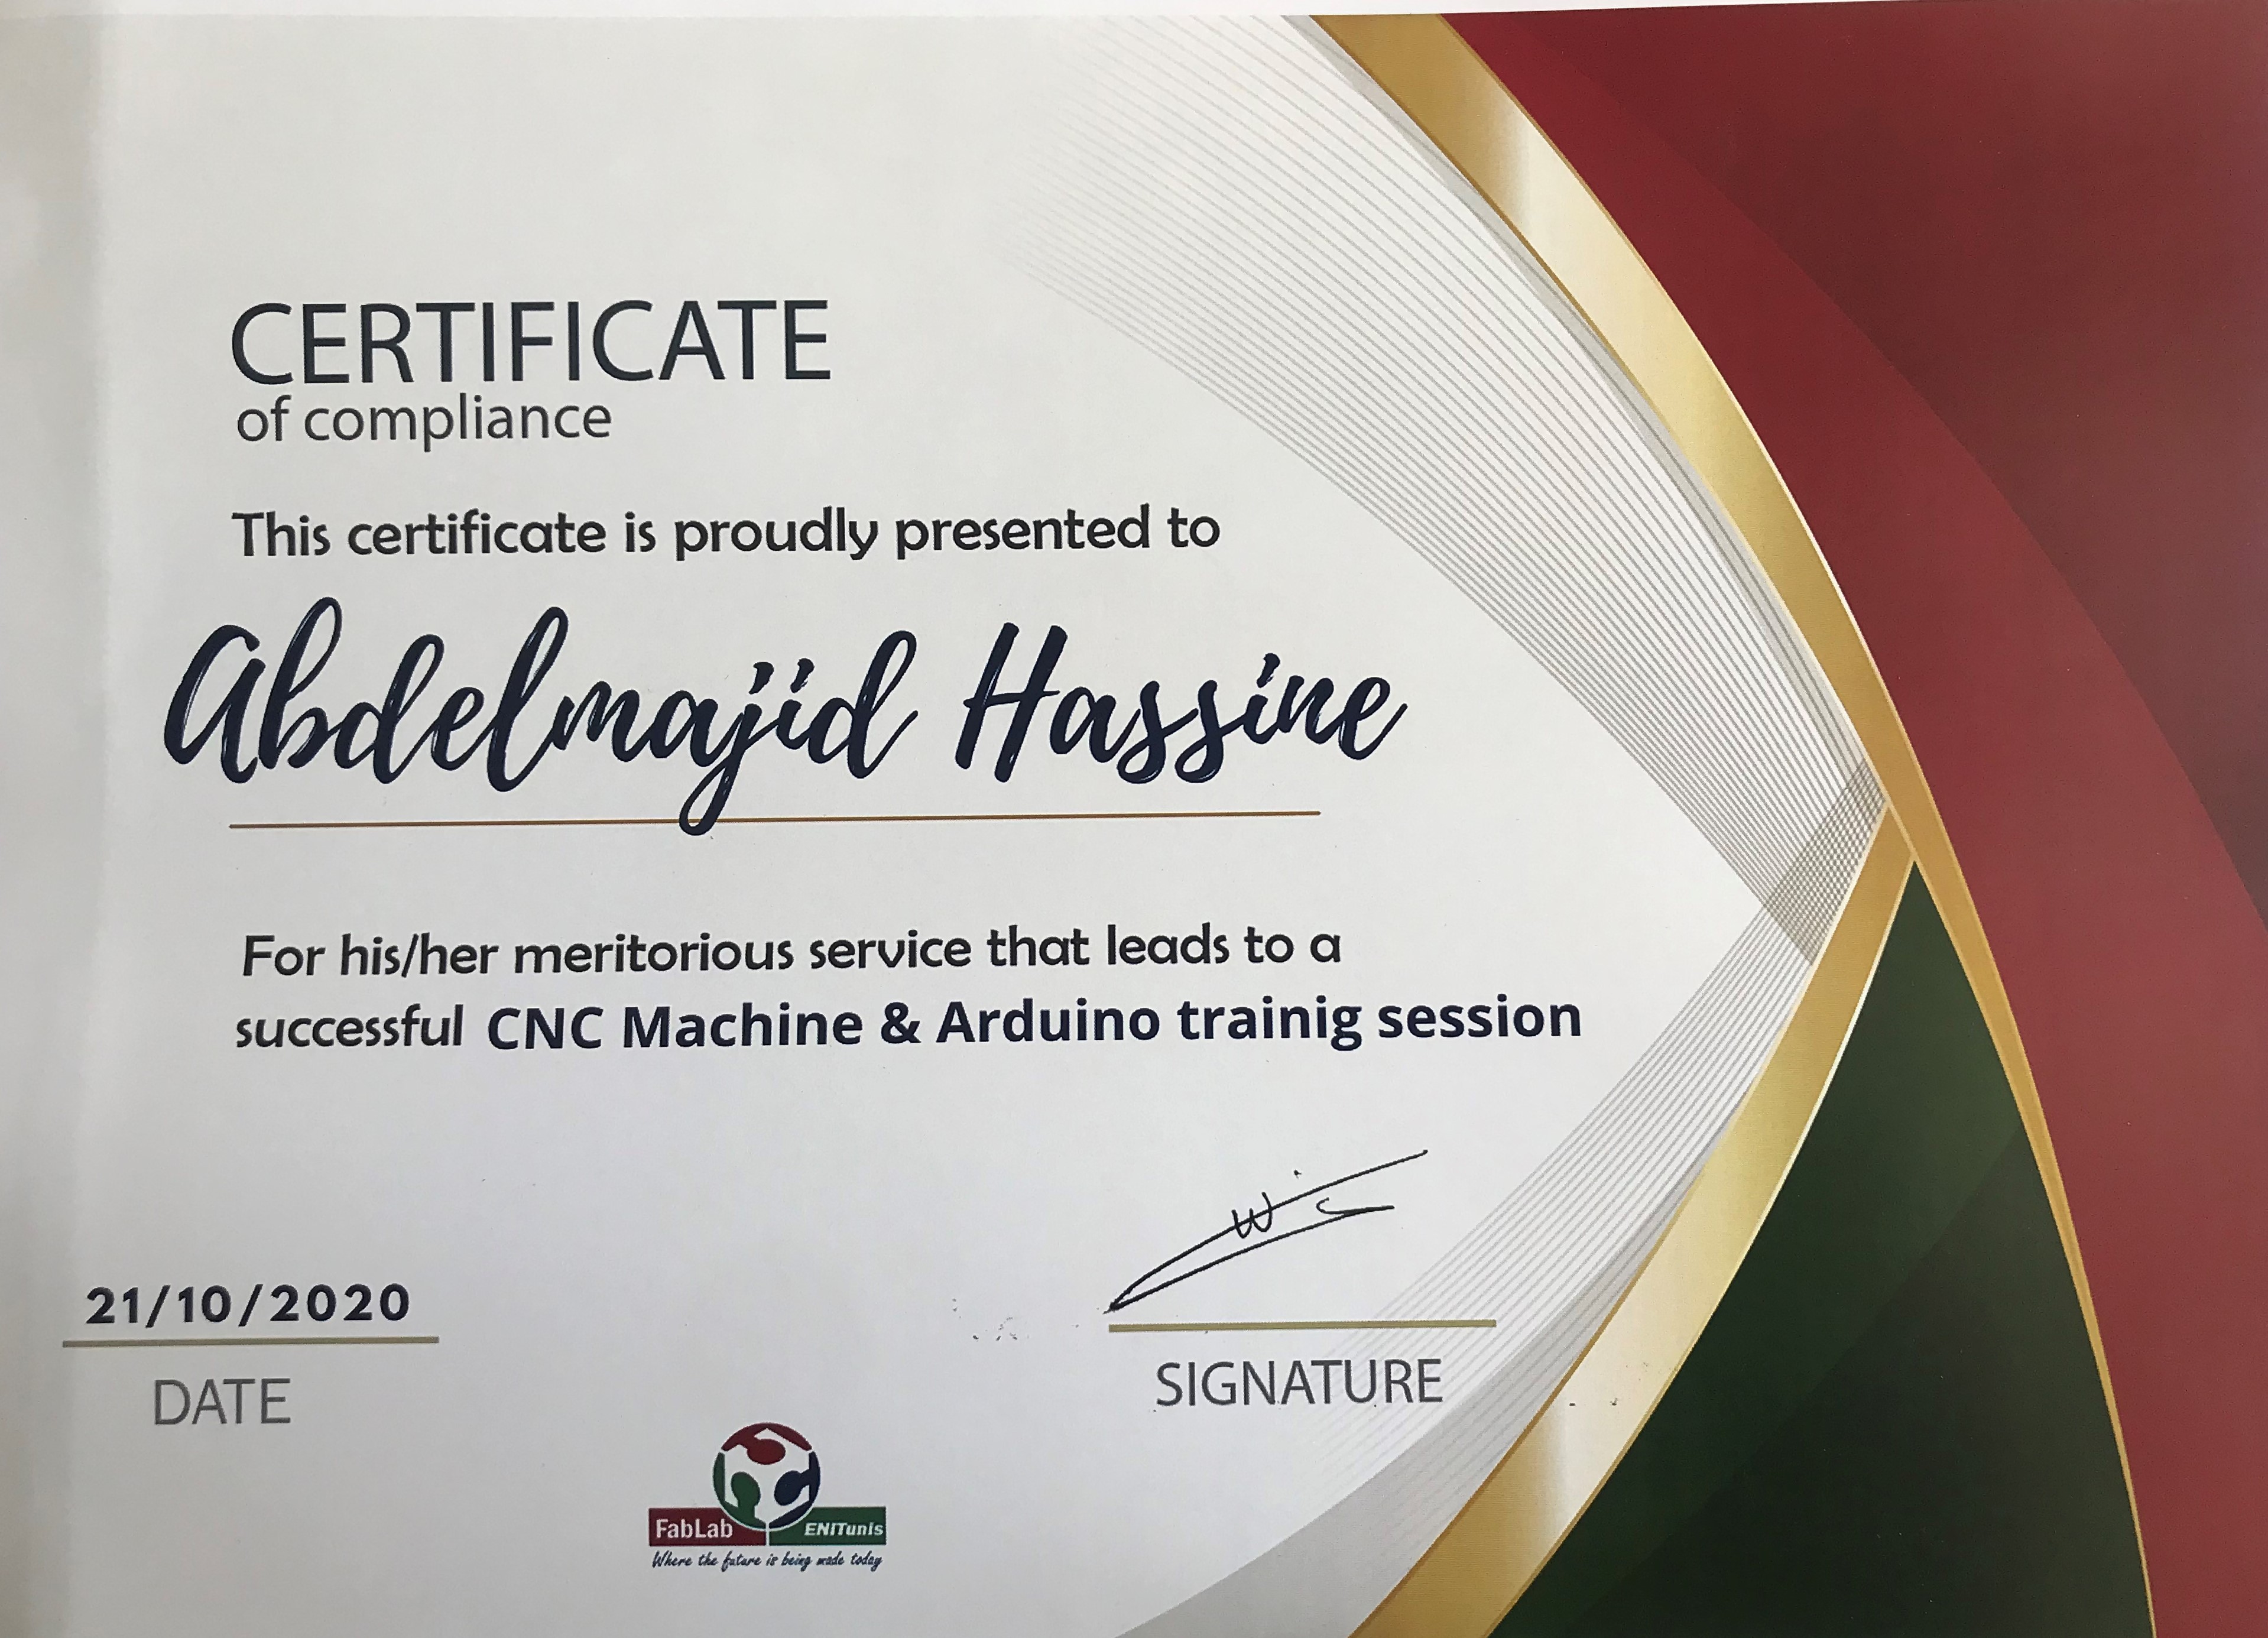 CERTIFICATE
of compliance
This certificate is proudly presented to
Abdelmajid Hassine
For his/her meritorious service that leads to a
successful CNC Machine & Arduino trainig session
21/10/2020
DATE
SIGNATURE
FabLab ENITunis
Where the future is being made today